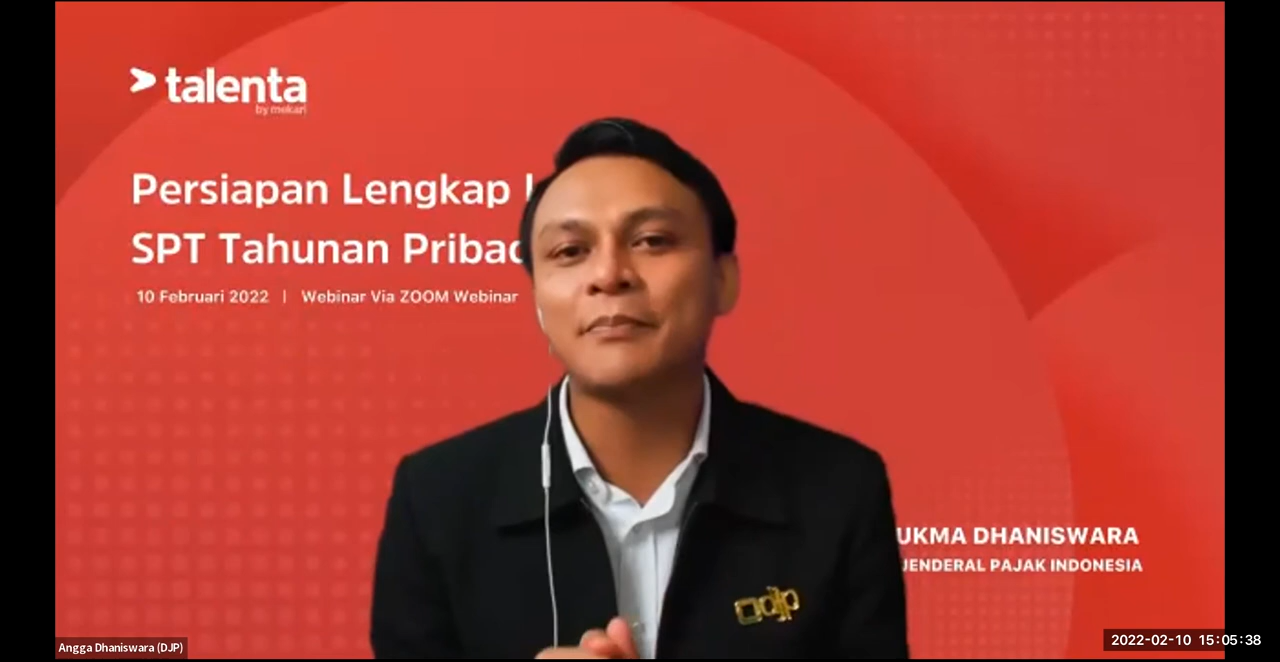 talenta
by mekari
Persiapan Lengkap
SPT Tahunan Pribad
10 Februari 2022 | Webinar Via ZOOM Webinar
UKMA DHANISWARA
JENDERAL PAJAK INDONESIA
djp
Angga Dhaniswara (DJP)
2022-02-10 15:05:38